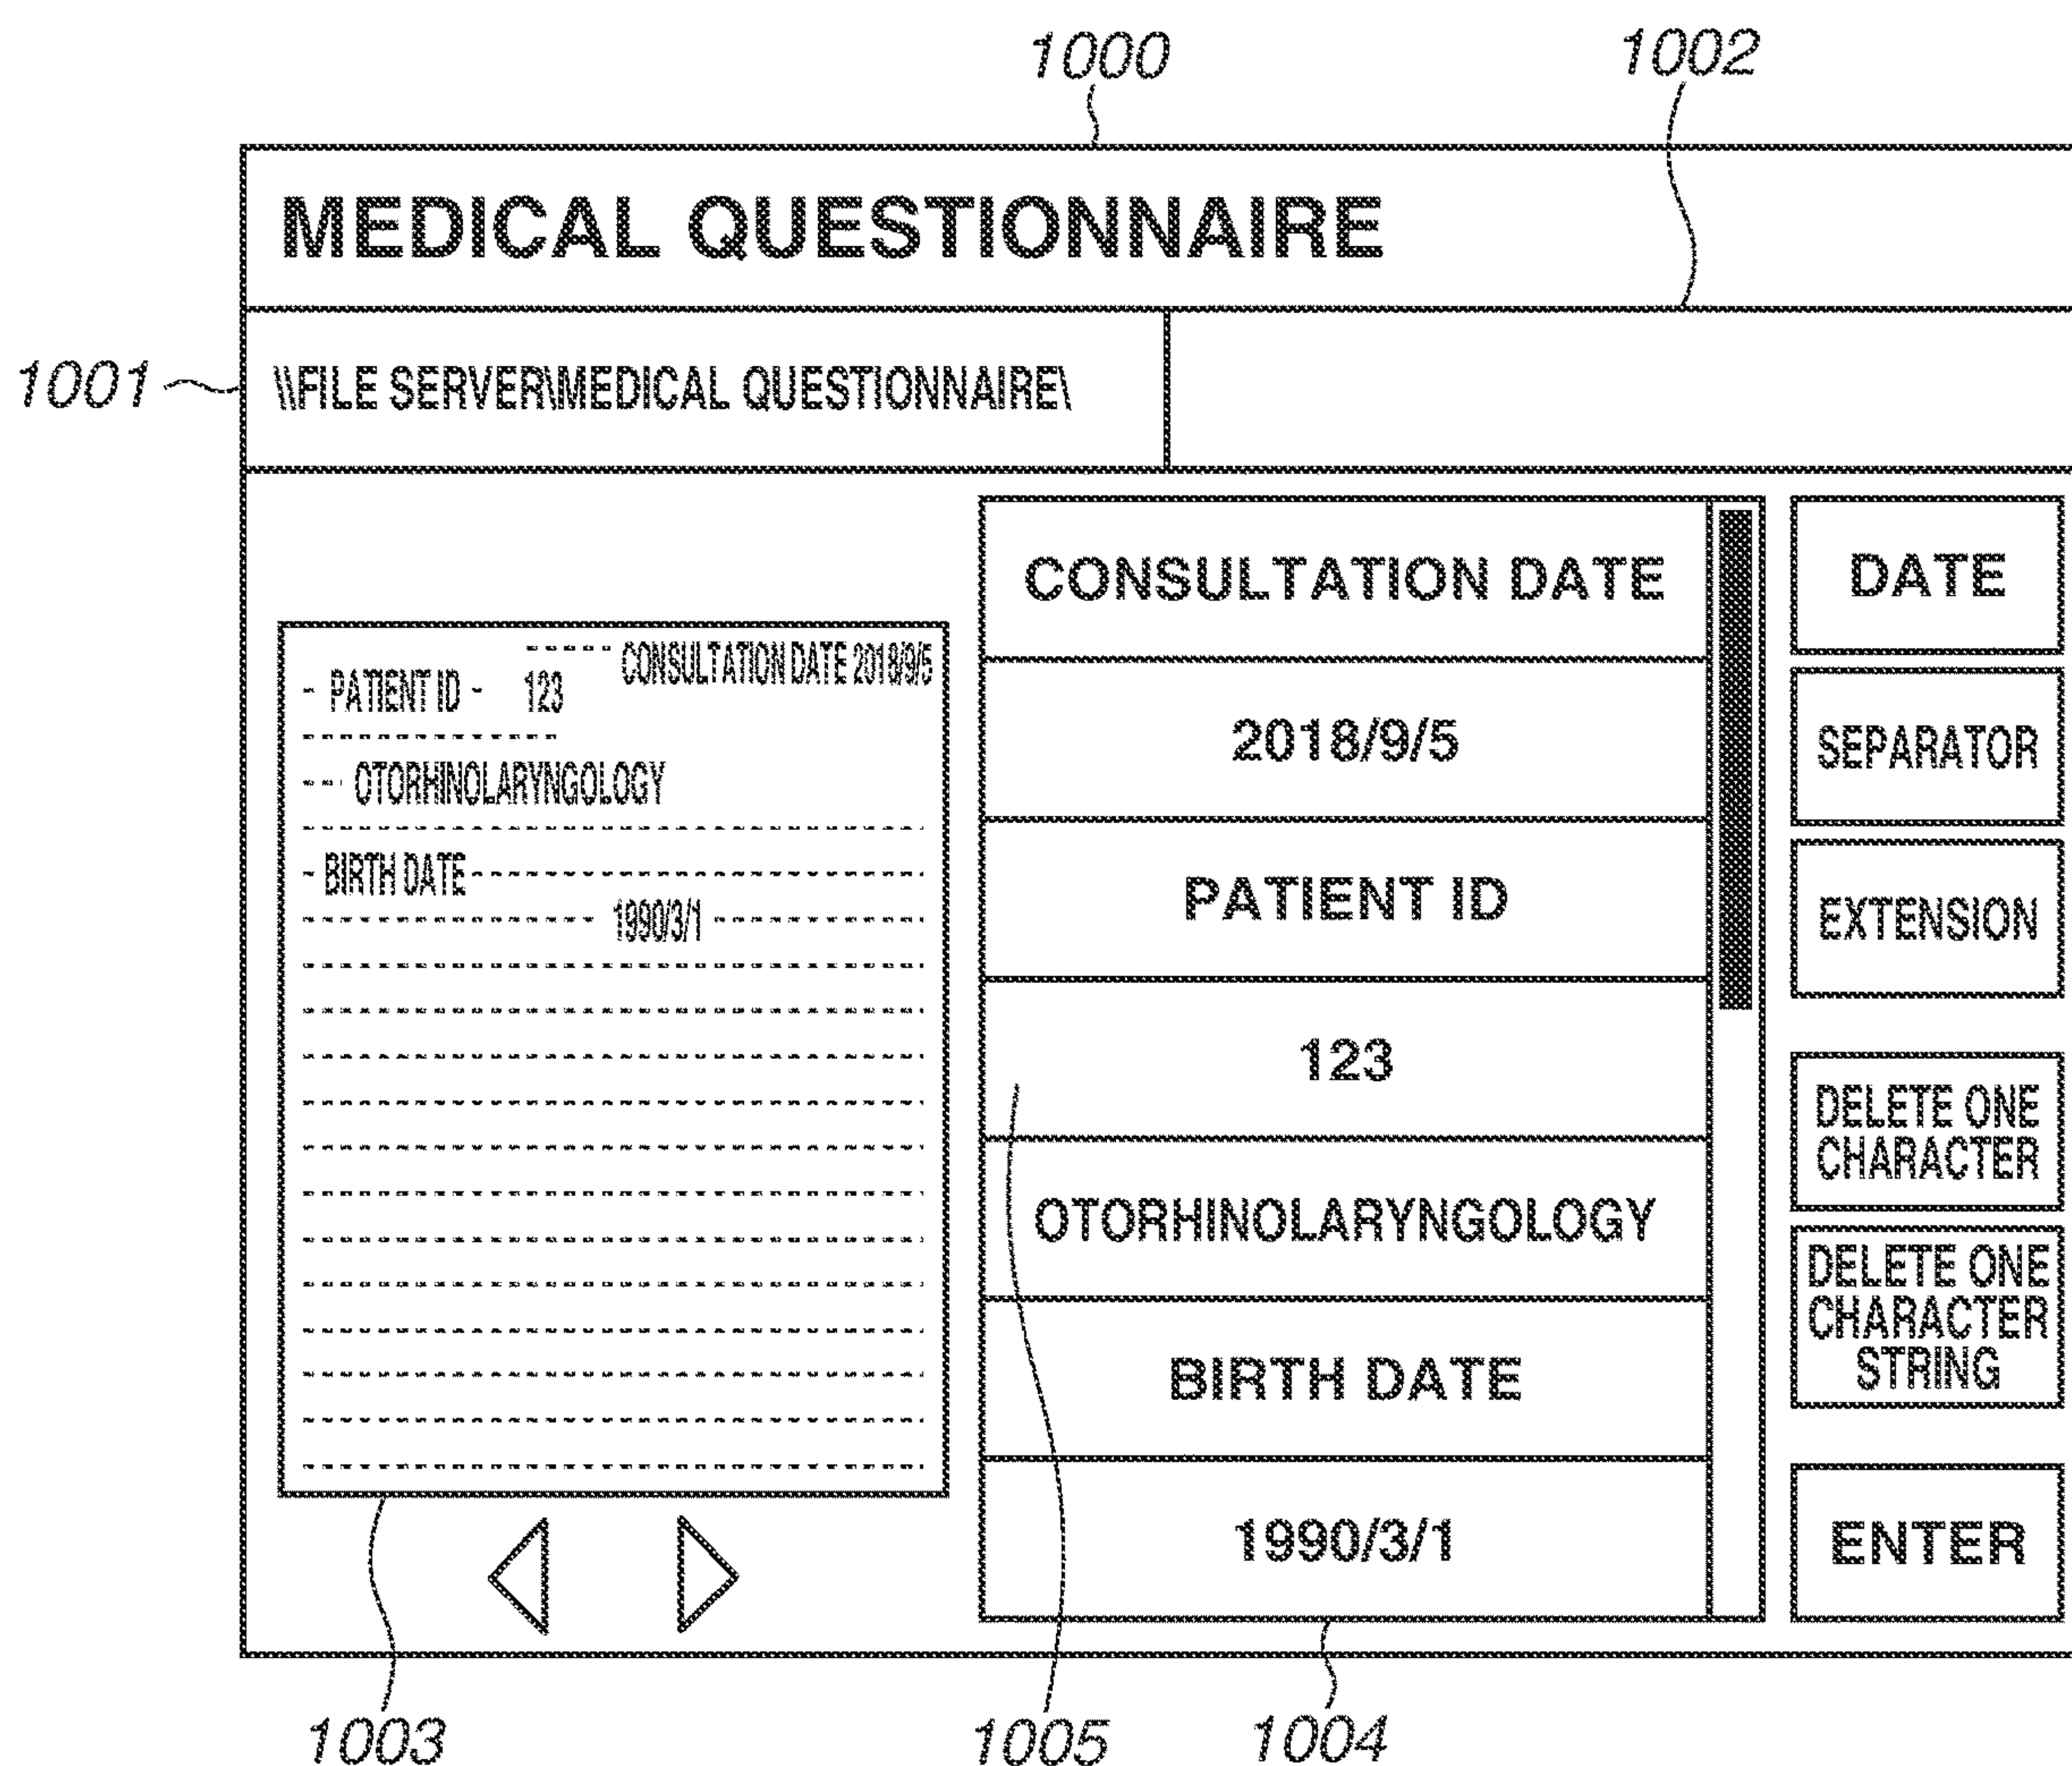 1000
1002
MEDICAL QUESTIONNAIRE
1001
\\FILE SERVER\MEDICAL QUESTIONNAIRE\
CONSULTATION DATE 2018/9/5
PATIENT ID
123
OTORHINOLARYNGOLOGY
BIRTH DATE
1990/3/1
CONSULTATION DATE
2018/9/5
PATIENT ID
123
OTORHINOLARYNGOLOGY
BIRTH DATE
1990/3/1
DATE
SEPARATOR
EXTENSION
DELETE ONE
CHARACTER
DELETE ONE
CHARACTER
STRING
ENTER
1003
1005
1004